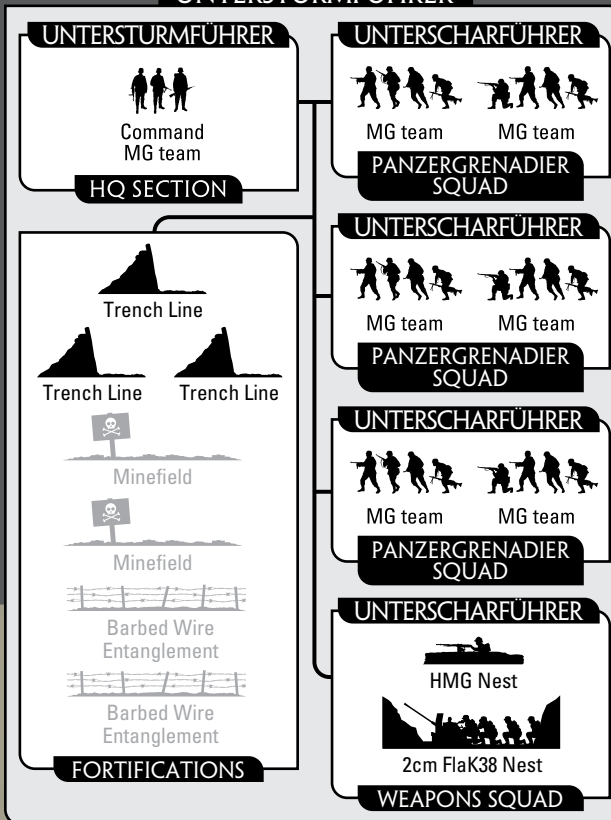 UNTERSTURMFÜHRER
UNTERSTURMFÜHRER
Command
MG team
HQ SECTION
Trench Line
Trench Line
Trench Line
Minefield
Minefield
Barbed Wire
Entanglement
Barbed Wire
Entanglement
FORTIFICATIONS
UNTERSCHARFÜHRER
MG team
MG team
PANZERGRENADIER
SQUAD
UNTERSCHARFÜHRER
MG team
MG team
PANZERGRENADIER
SQUAD
UNTERSCHARFÜHRER
MG team
MG team
PANZERGRENADIER
SQUAD
UNTERSCHARFÜHRER
HMG Nest
2cm FlaK38 Nest
WEAPONS SQUAD